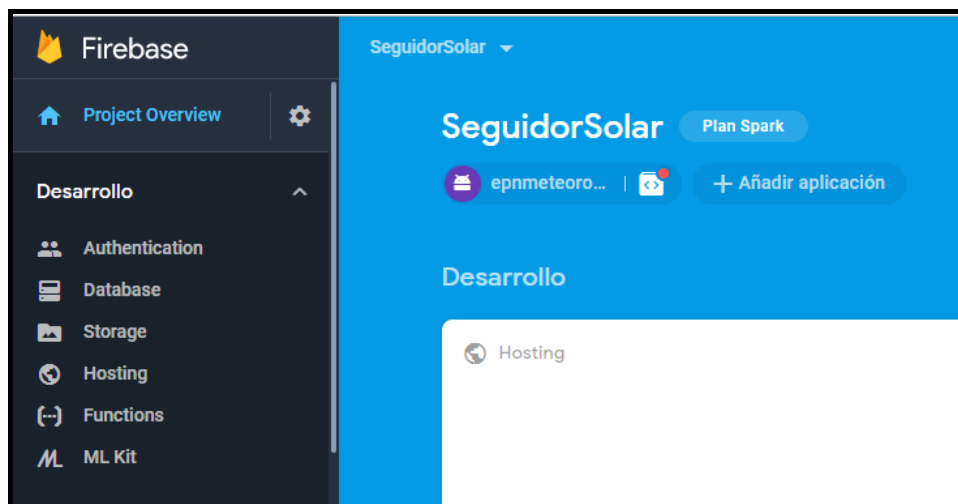 Firebase
Project Overview
Desarrollo
Authentication
Database
Storage
Hosting
Functions
ML Kit
SeguidorSolar
SeguidorSolar Plan Spark
epnmeteoro... | + Añadir aplicación
Desarrollo
Hosting